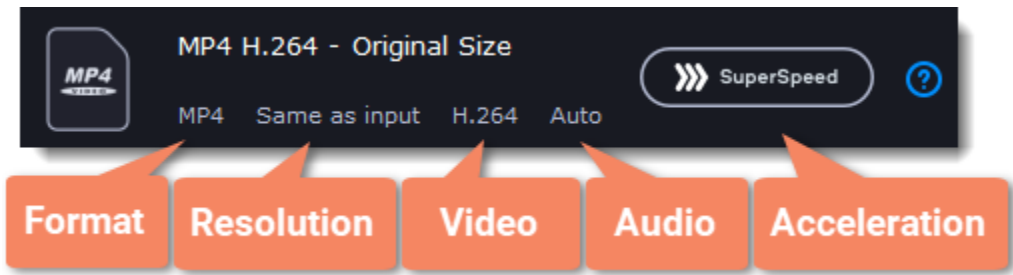 MP4 H.264 - Original Size
MP4
VIDEO
SuperSpeed
?
MP4 Same as input H.264 Auto
Format Resolution Video Audio Acceleration